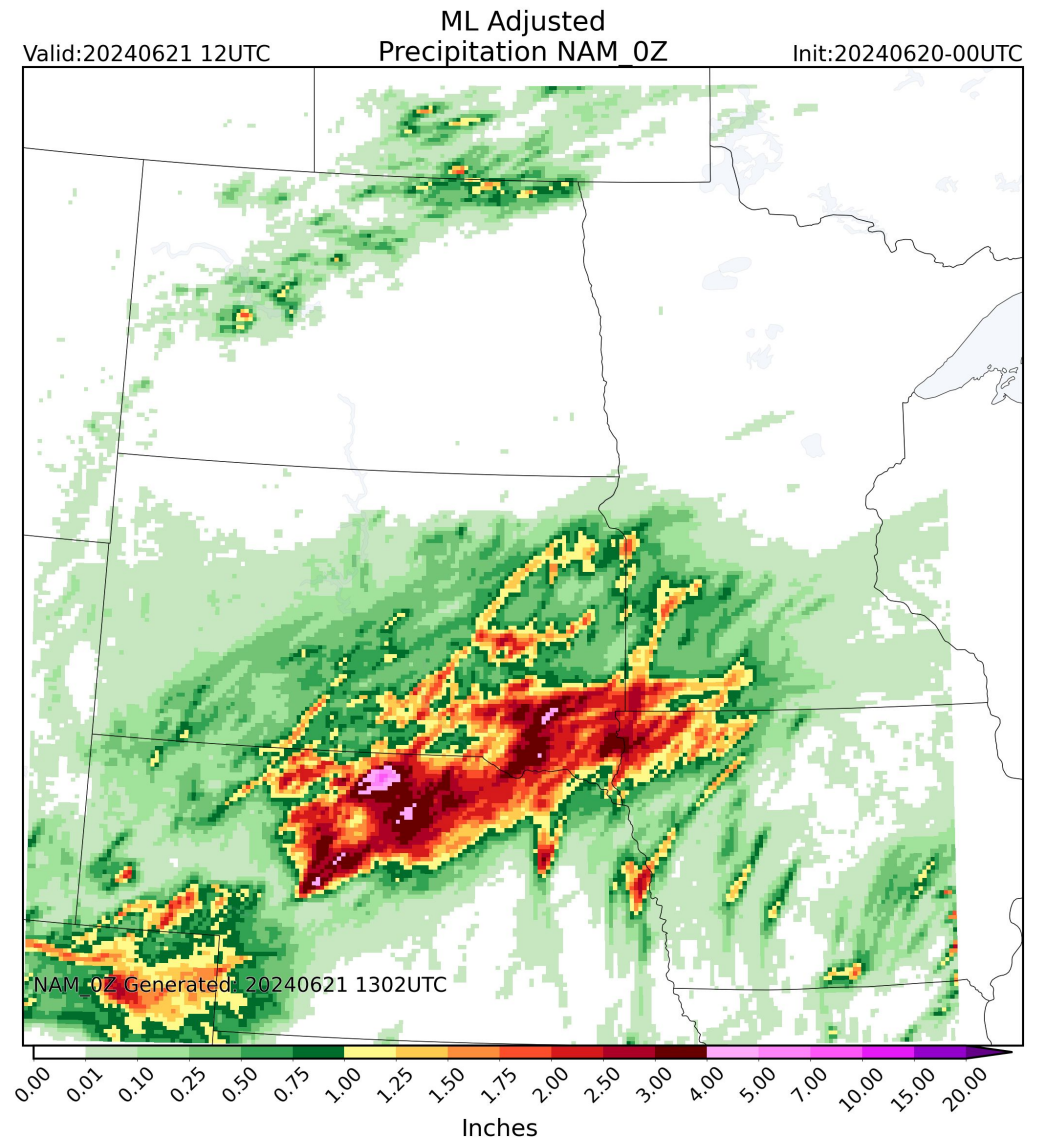 ML Adjusted
Valid:20240621 12UTC Precipitation NAM_0Z Init:20240620-00UTC
NAM_0Z Generated: 20240621 1302UTC
0.00 0.01 0.10 0.25 0.50 0.75 1.00 1.25 1.50 1.75 2.00 2.50 3.00 4.00 5.00 7.00 10.00 15.00 20.00
Inches